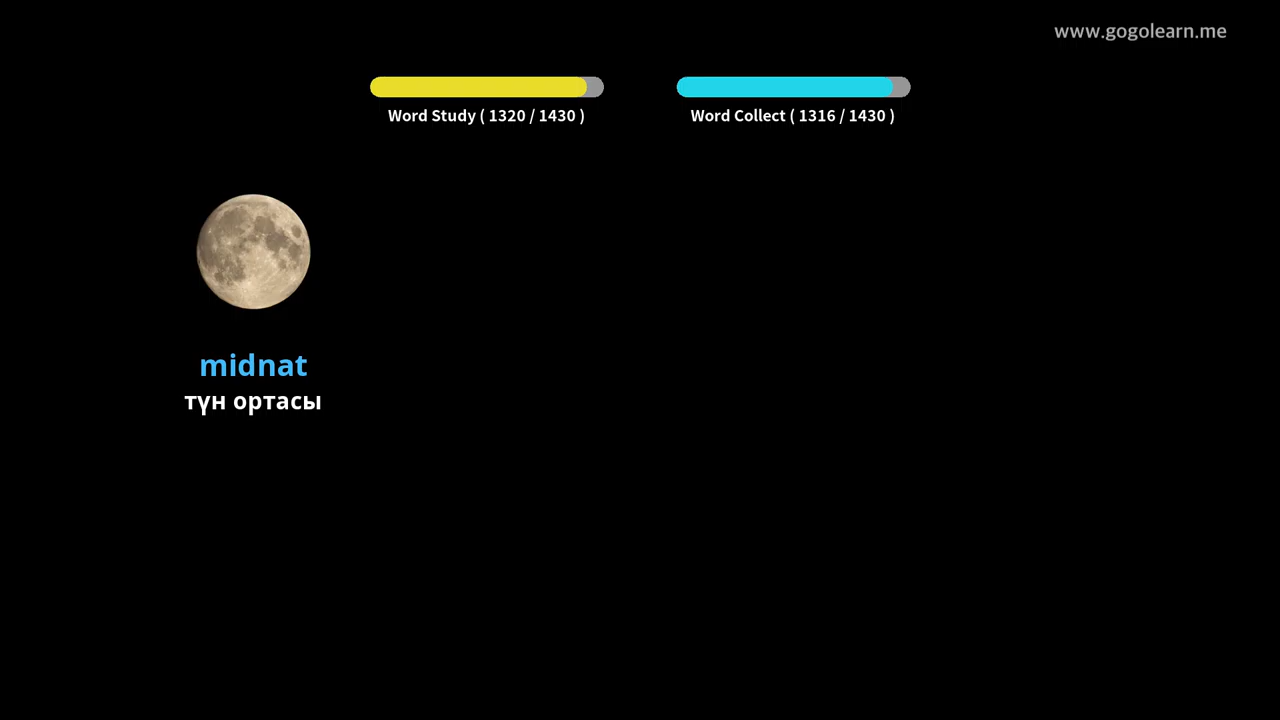 www.gogolearn.me
Word Study ( 1320 / 1430 )
Word Collect ( 1316 / 1430 )
midnat
түн ортасы